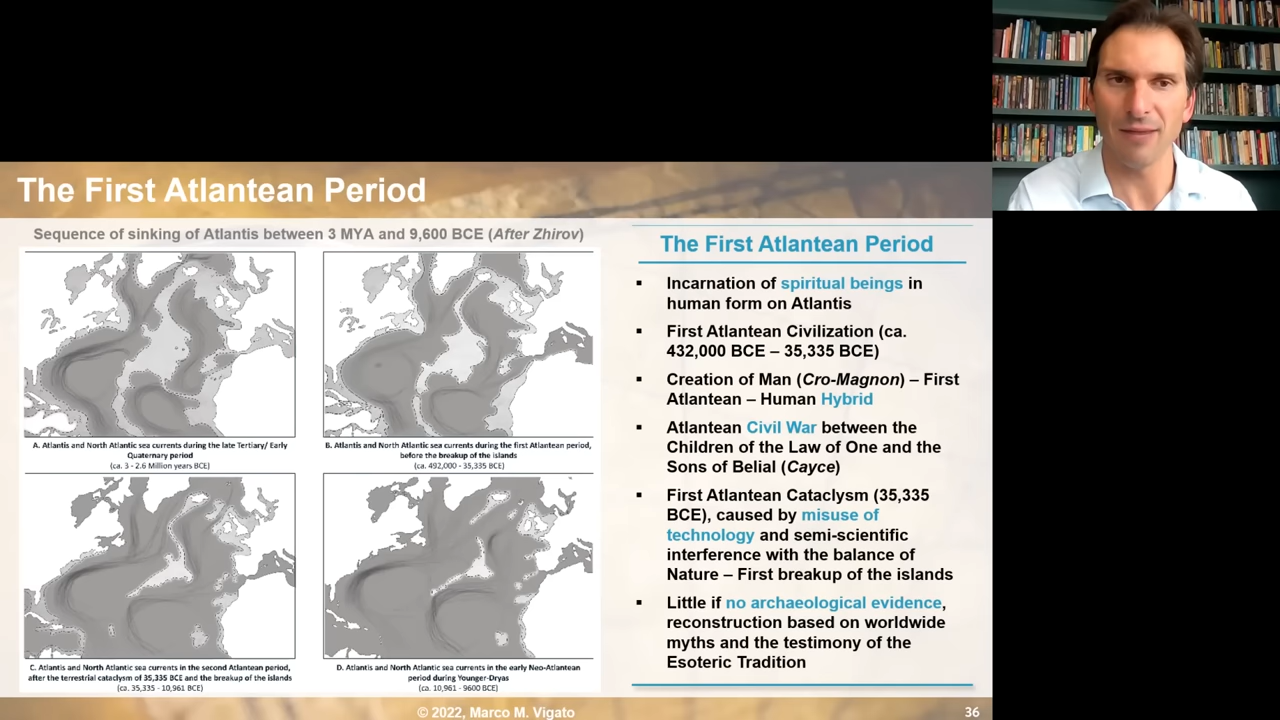 The First Atlantean Period
Sequence of sinking of Atlantis between 3 MYA and 9,600 BCE (After Zhirov)
A. Atlantis and North Atlantic sea currents during the late Tertiary/ Early
Quaternary period
(ca. 3 - 2.6 Million years BCE)
B. Atlantis and North Atlantic sea currents during the first Atlantean period,
before the breakup of the islands
(ca. 492,000 - 35,335 BCE)
C. Atlantis and North Atlantic sea currents in the second Atlantean period,
after the terrestrial cataclysm of 35,335 BCE and the breakup of the islands
(ca. 35,335 - 10,961 BCE)
D. Atlantis and North Atlantic sea currents in the early Neo-Atlantean
period during Younger-Dryas
(ca. 10,961 - 9600 BCE)
The First Atlantean Period
▪ Incarnation of spiritual beings in
human form on Atlantis
▪ First Atlantean Civilization (ca.
432,000 BCE – 35,335 BCE)
▪ Creation of Man (Cro-Magnon) – First
Atlantean – Human Hybrid
▪ Atlantean Civil War between the
Children of the Law of One and the
Sons of Belial (Cayce)
▪ First Atlantean Cataclysm (35,335
BCE), caused by misuse of
technology and semi-scientific
interference with the balance of
Nature – First breakup of the islands
▪ Little if no archaeological evidence,
reconstruction based on worldwide
myths and the testimony of the
Esoteric Tradition
© 2022, Marco M. Vigato
36